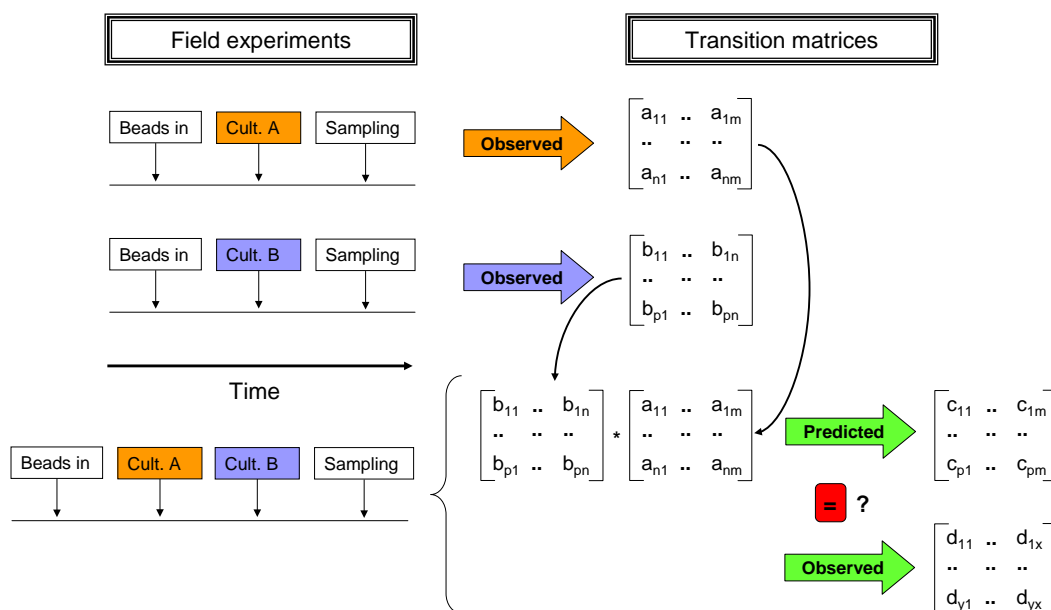 Field experiments
Transition matrices
Beads in
Cult. A
Sampling
Observed
a11 .. a1m
.. .. ..
an1 .. anm
Beads in
Cult. B
Sampling
Observed
b11 .. b1n
.. .. ..
bp1 .. bpn
Time
Beads in
Cult. A
Cult. B
Sampling
b11 .. b1n
.. .. ..
bp1 .. bpn
*
a11 .. a1m
.. .. ..
an1 .. anm
Predicted
c11 .. c1m
.. .. ..
cp1 .. cpm
= ?
Observed
d11 .. d1x
.. .. ..
dy1 .. dyx